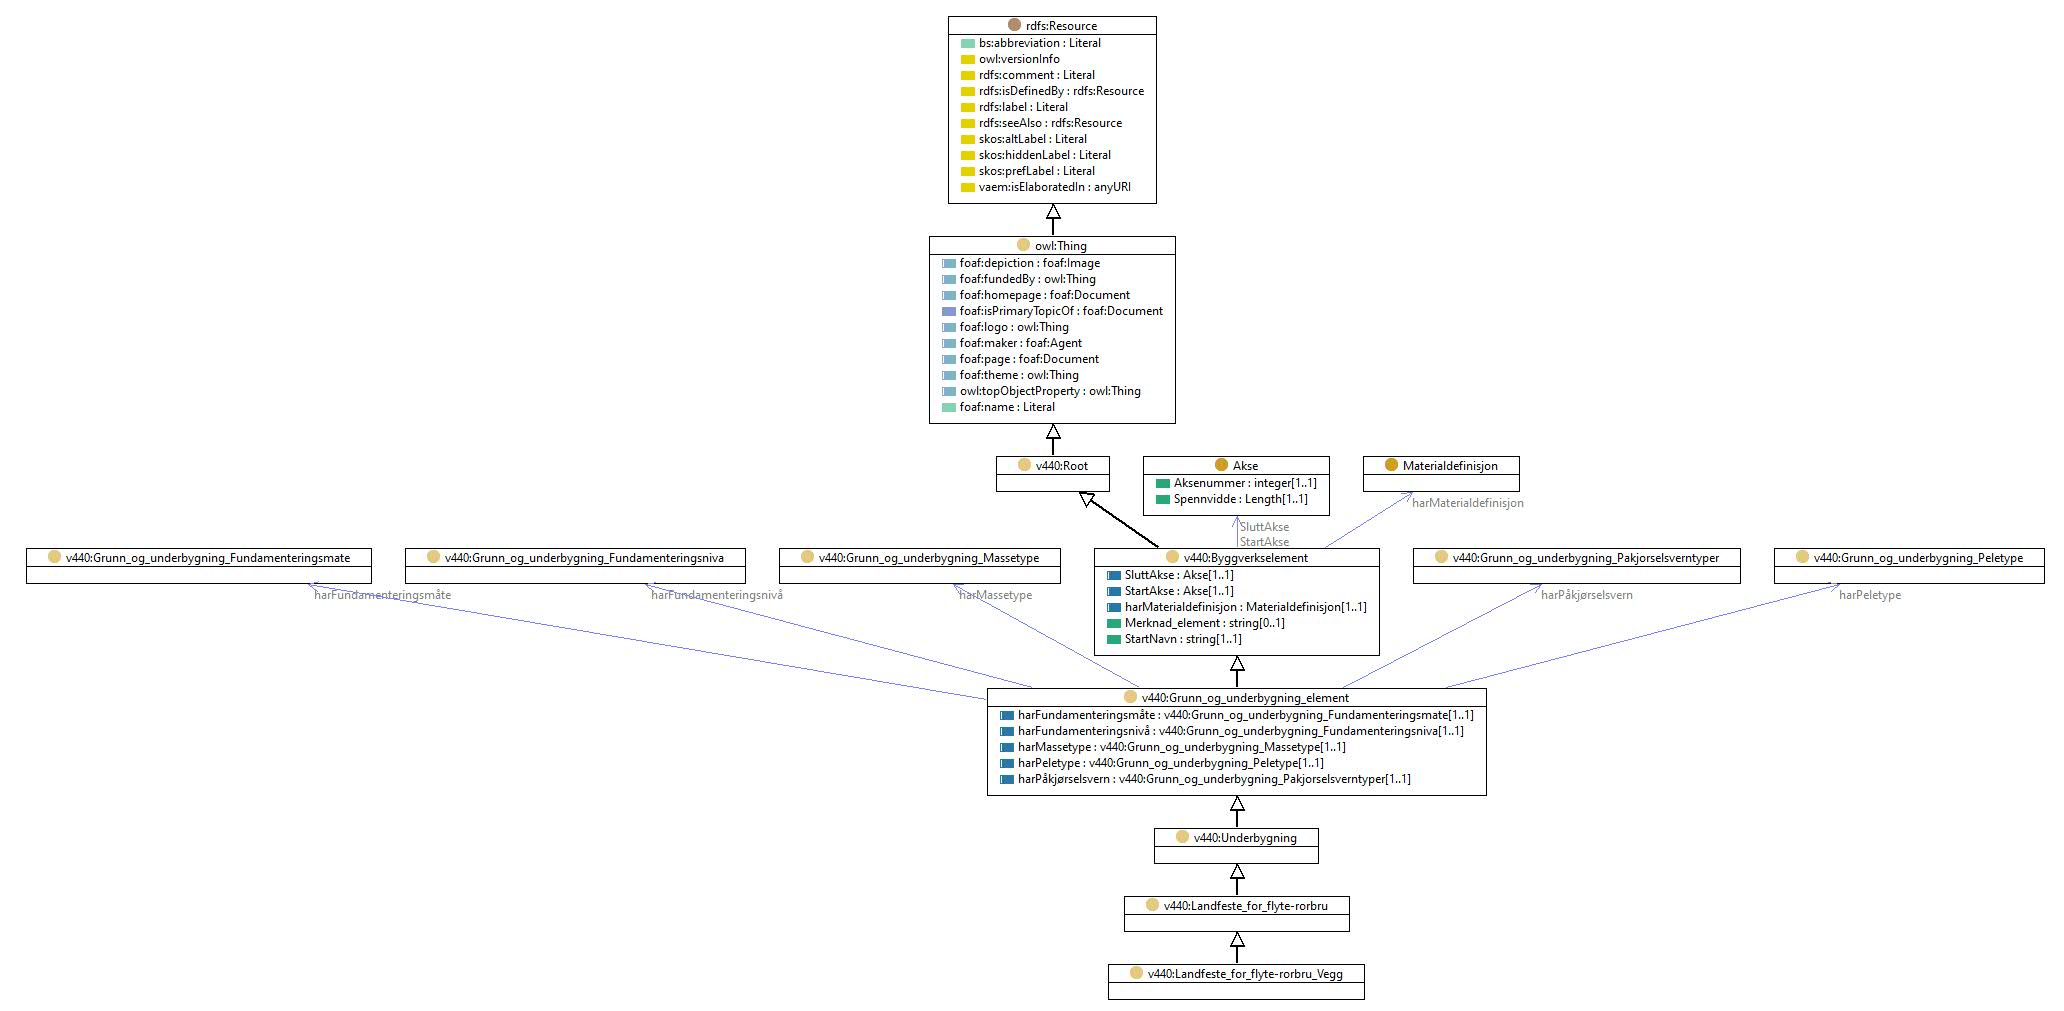 rdfs:Resource
bs:abbreviation : Literal
owl:versionInfo
rdfs:comment : Literal
rdfs:isDefinedBy : rdfs:Resource
rdfs:label : Literal
rdfs:seeAlso : rdfs:Resource
skos:altLabel : Literal
skos:hiddenLabel : Literal
skos:prefLabel : Literal
vaem:isElaboratedIn : anyURI
owl:Thing
foaf:depiction : foaf:Image
foaf:fundedBy : owl:Thing
foaf:homepage : foaf:Document
foaf:isPrimaryTopicOf : foaf:Document
foaf:logo : owl:Thing
foaf:maker : foaf:Agent
foaf:page : foaf:Document
foaf:theme : owl:Thing
owl:topObjectProperty : owl:Thing
foaf:name : Literal
v440:Root
Akse
Aksenummer : integer[1..1]
Spennvidde : Length[1..1]
Materialdefinisjon
harMaterialdefinisjon
SluttAkse
StartAkse
v440:Grunn_og_underbygning_Fundamenteringsmate
v440:Grunn_og_underbygning_Fundamenteringsniva
v440:Grunn_og_underbygning_Massetype
v440:Byggverkselement
SluttAkse : Akse[1..1]
StartAkse : Akse[1..1]
harMaterialdefinisjon : Materialdefinisjon[1..1]
Merknad_element : string[0..1]
StartNavn : string[1..1]
v440:Grunn_og_underbygning_Pakjorselsverntyper
v440:Grunn_og_underbygning_Peletype
harFundamenteringsmåte
harFundamenteringsnivå
harMassetype
harPåkjørselsvern
harPeletype
v440:Grunn_og_underbygning_element
harFundamenteringsmåte : v440:Grunn_og_underbygning_Fundamenteringsmate[1..1]
harFundamenteringsnivå : v440:Grunn_og_underbygning_Fundamenteringsniva[1..1]
harMassetype : v440:Grunn_og_underbygning_Massetype[1..1]
harPeletype : v440:Grunn_og_underbygning_Peletype[1..1]
harPåkjørselsvern : v440:Grunn_og_underbygning_Pakjorselsverntyper[1..1]
v440:Underbygning
v440:Landfeste_for_flyte-rorbru
v440:Landfeste_for_flyte-rorbru_Vegg